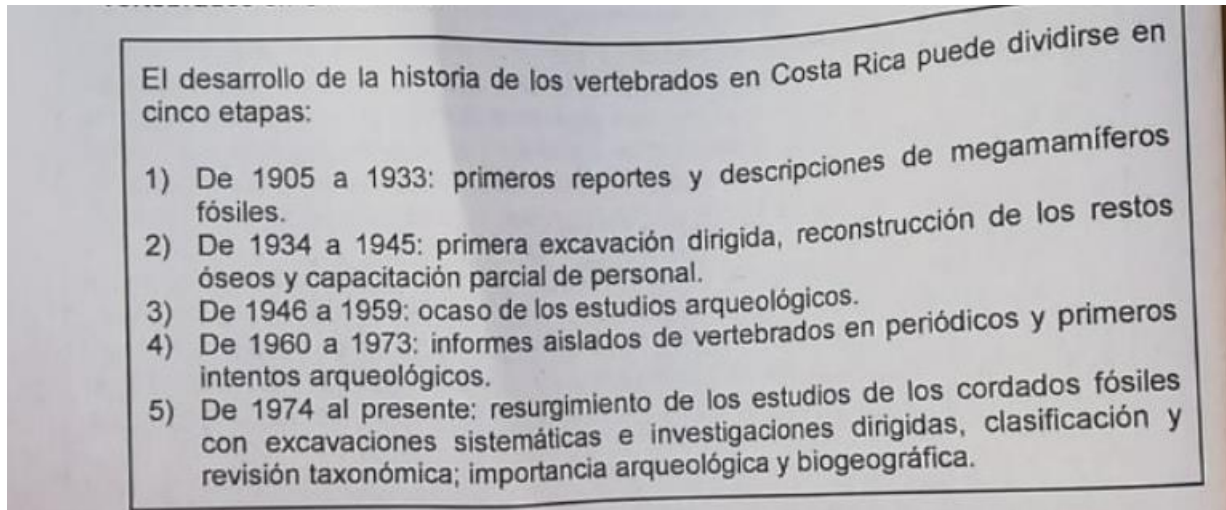 El desarrollo de la historia de los vertebrados en Costa Rica puede dividirse en
cinco etapas:
1) De 1905 a 1933: primeros reportes y descripciones de megamamíferos
fósiles.
2) De 1934 a 1945: primera excavación dirigida, reconstrucción de los restos
óseos y capacitación parcial de personal.
3) De 1946 a 1959: ocaso de los estudios arqueológicos.
4) De 1960 a 1973: informes aislados de vertebrados en periódicos y primeros
intentos arqueológicos.
5) De 1974 al presente: resurgimiento de los estudios de los cordados fósiles
con excavaciones sistemáticas e investigaciones dirigidas, clasificación y
revisión taxonómica; importancia arqueológica y biogeográfica.